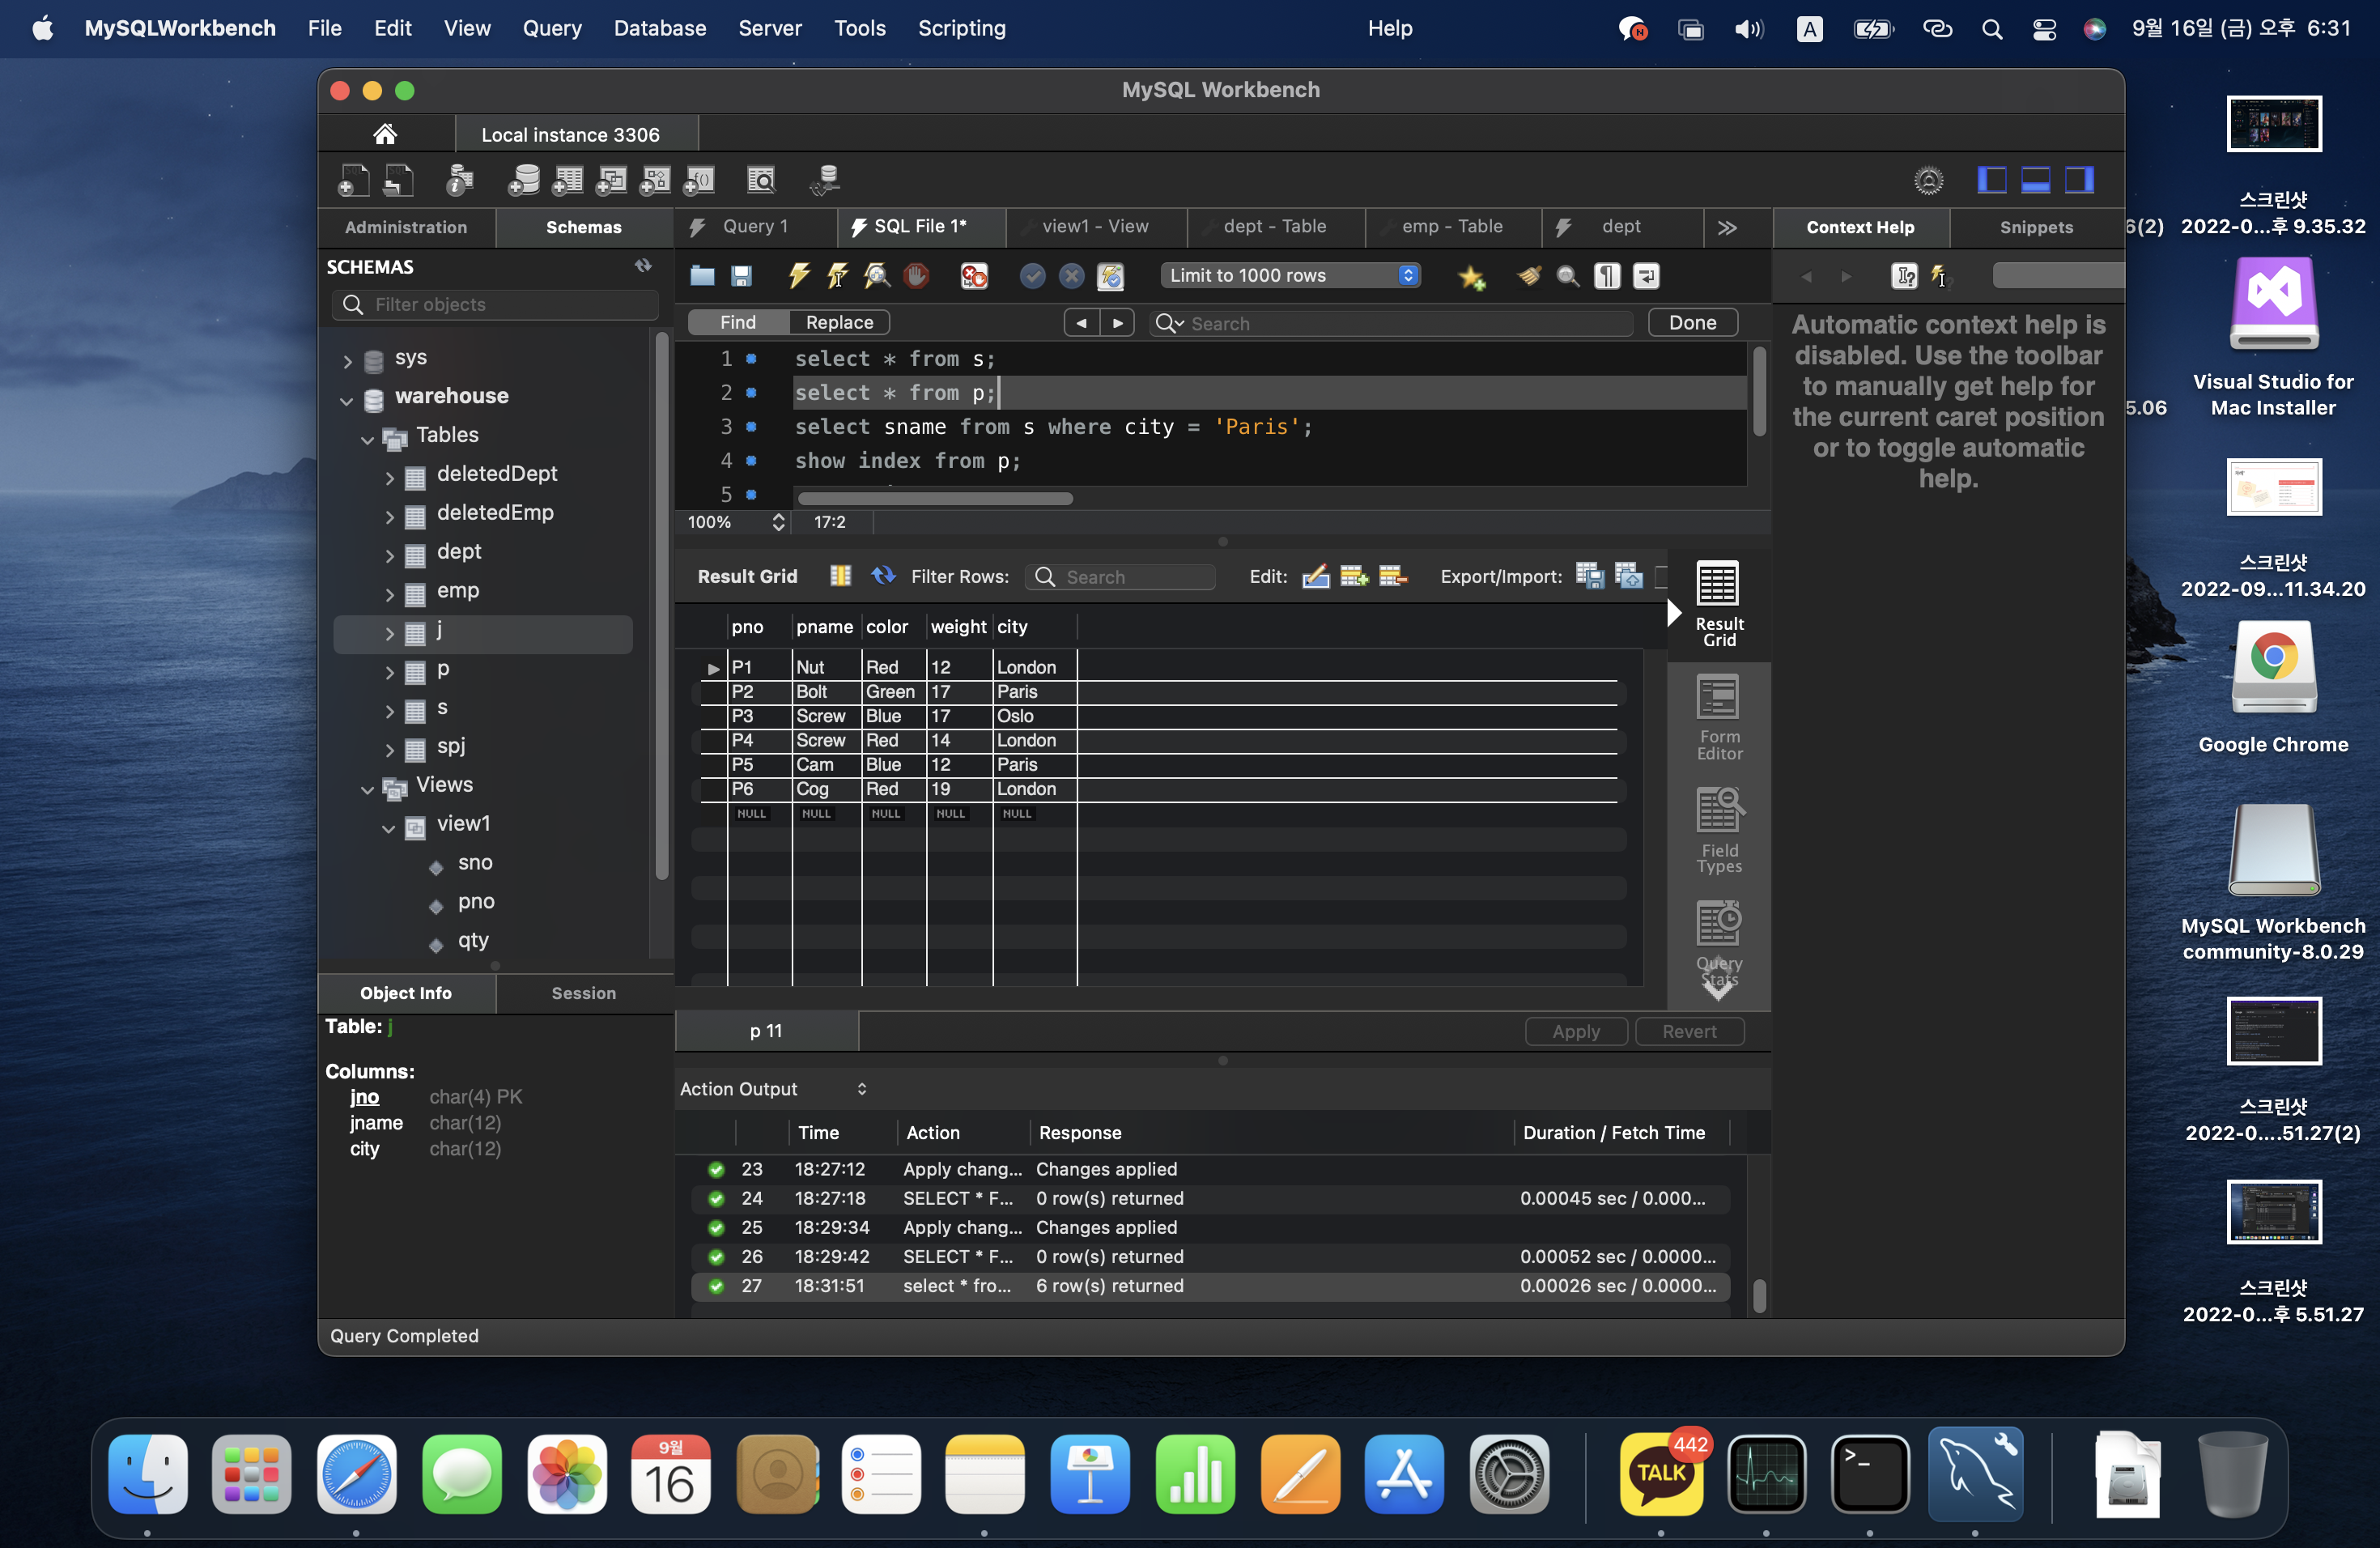 MySQLWorkbench File Edit View Query Database Server Tools Scripting Help A 9월 16일 (금) 오후 6:31
MySQL Workbench
Local instance 3306
Administration Schemas
SCHEMAS
Filter objects
sys
warehouse
Tables
deletedDept
deletedEmp
dept
emp
j
p
s
spj
Views
view1
sno
pno
qty
Object Info Session
Table: j
Columns:
jno char(4) PK
jname char(12)
city char(12)
Query Completed
Query 1 SQL File 1* view1 - View dept - Table emp - Table dept
Limit to 1000 rows
Find Replace Search Done
1 select * from s;
2 select * from p;
3 select sname from s where city = 'Paris';
4 show index from p;
5
100% 17:2
Result Grid Filter Rows: Search Edit: Export/Import:
pno pname color weight city
P1 Nut Red 12 London
P2 Bolt Green 17 Paris
P3 Screw Blue 17 Oslo
P4 Screw Red 14 London
P5 Cam Blue 12 Paris
P6 Cog Red 19 London
NULL NULL NULL NULL NULL
Result
Grid
Form
Editor
Field
Types
Query
Stats
p 11 Apply Revert
Action Output
Time Action Response Duration / Fetch Time
23 18:27:12 Apply chang... Changes applied
24 18:27:18 SELECT * F... 0 row(s) returned 0.00045 sec / 0.000...
25 18:29:34 Apply chang... Changes applied
26 18:29:42 SELECT * F... 0 row(s) returned 0.00052 sec / 0.0000...
27 18:31:51 select * fro... 6 row(s) returned 0.00026 sec / 0.0000...
Context Help Snippets
Automatic context help is
disabled. Use the toolbar
to manually get help for
the current caret position
or to toggle automatic
help.
스크린샷
6(2) 2022-0...후 9.35.32
Visual Studio for
5.06 Mac Installer
스크린샷
2022-09...11.34.20
Google Chrome
MySQL Workbench
community-8.0.29
스크린샷
2022-0....51.27(2)
스크린샷
2022-0...후 5.51.27
9월
16
TALK
442
>_